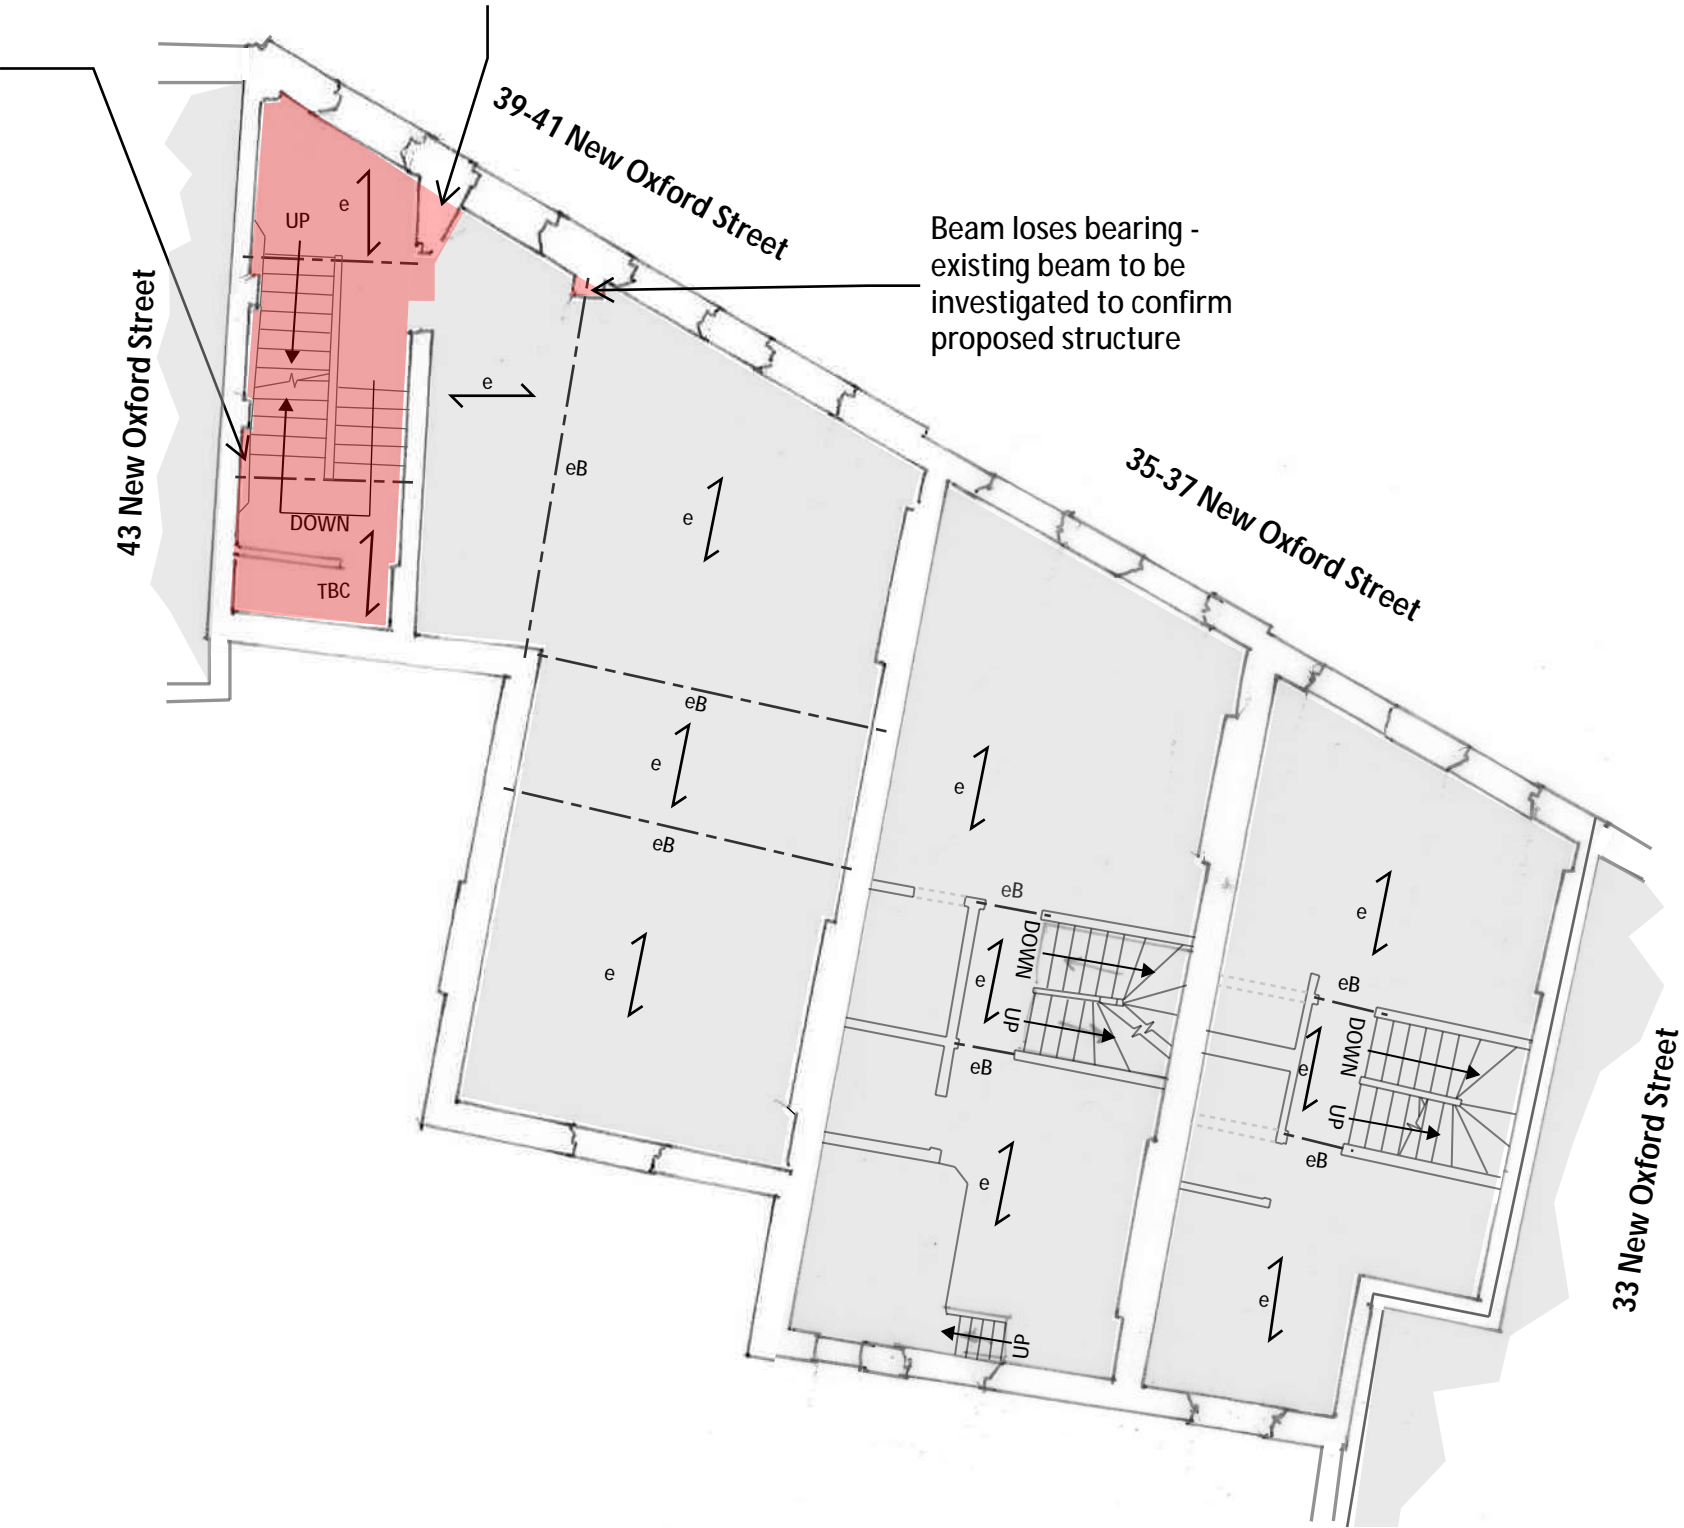 39-41 New Oxford Street
e
UP
Beam loses bearing -
existing beam to be
investigated to confirm
proposed structure
43 New Oxford Street
e
eB
35-37 New Oxford Street
e
DOWN
TBC
eB
e
e
eB
eB
e
DOWN
e
e
eB
UP
DOWN
e
eB
UP
eB
33 New Oxford Street
e
e
UP